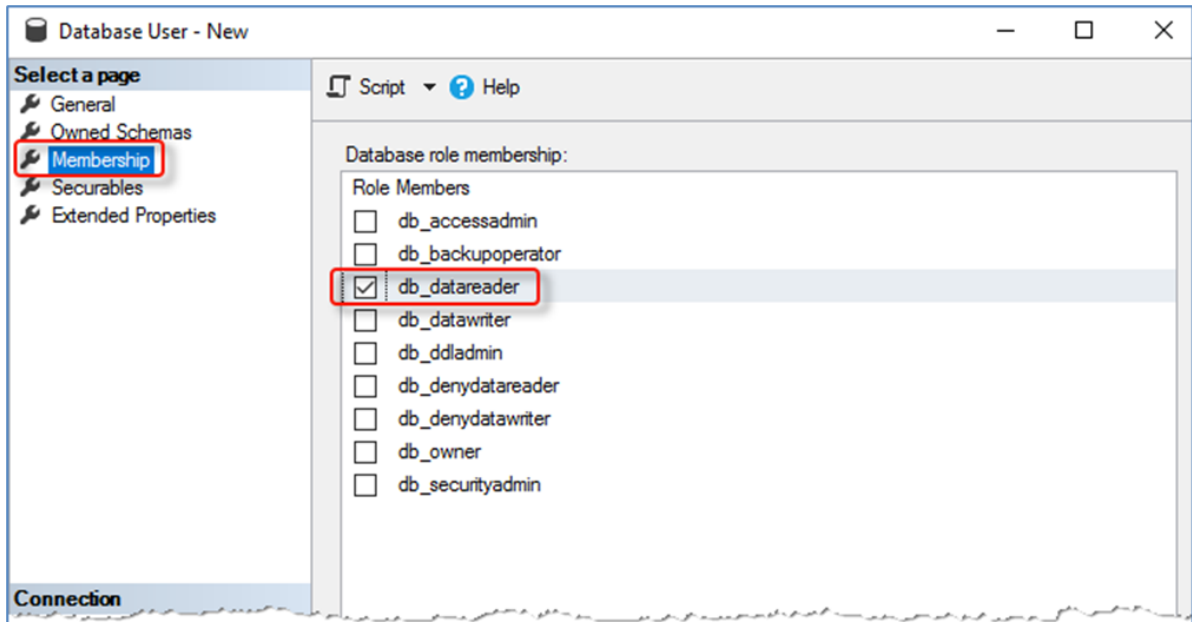 Database User - New
Select a page
General
Owned Schemas
Membership
Securables
Extended Properties
Script
Help
Database role membership:
Role Members
db_accessadmin
db_backupoperator
db_datareader
db_datawriter
db_ddladmin
db_denydatareader
db_denydatawriter
db_owner
db_securityadmin
Connection